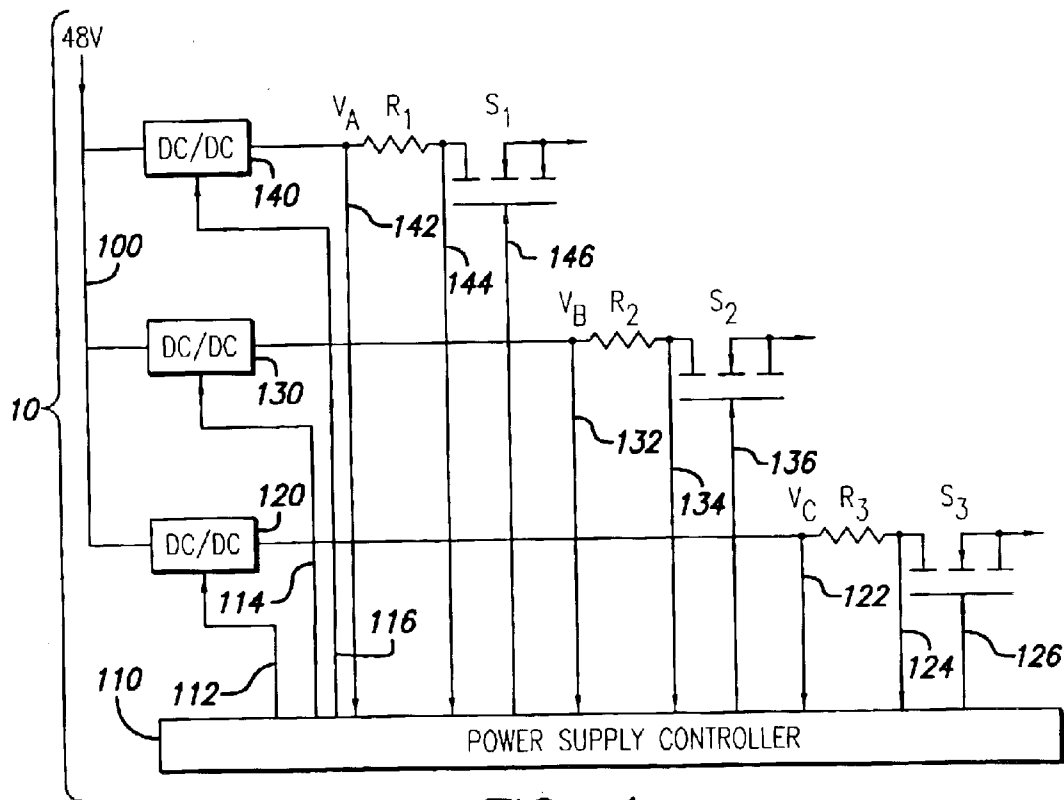 48V
V_A R_1 S_1
DC/DC
140
142
146
100
144
V_B R_2 S_2
DC/DC
130
10
132
136
134
120
V_C R_3 S_3
DC/DC
114
122
116
124
126
110
112
POWER SUPPLY CONTROLLER